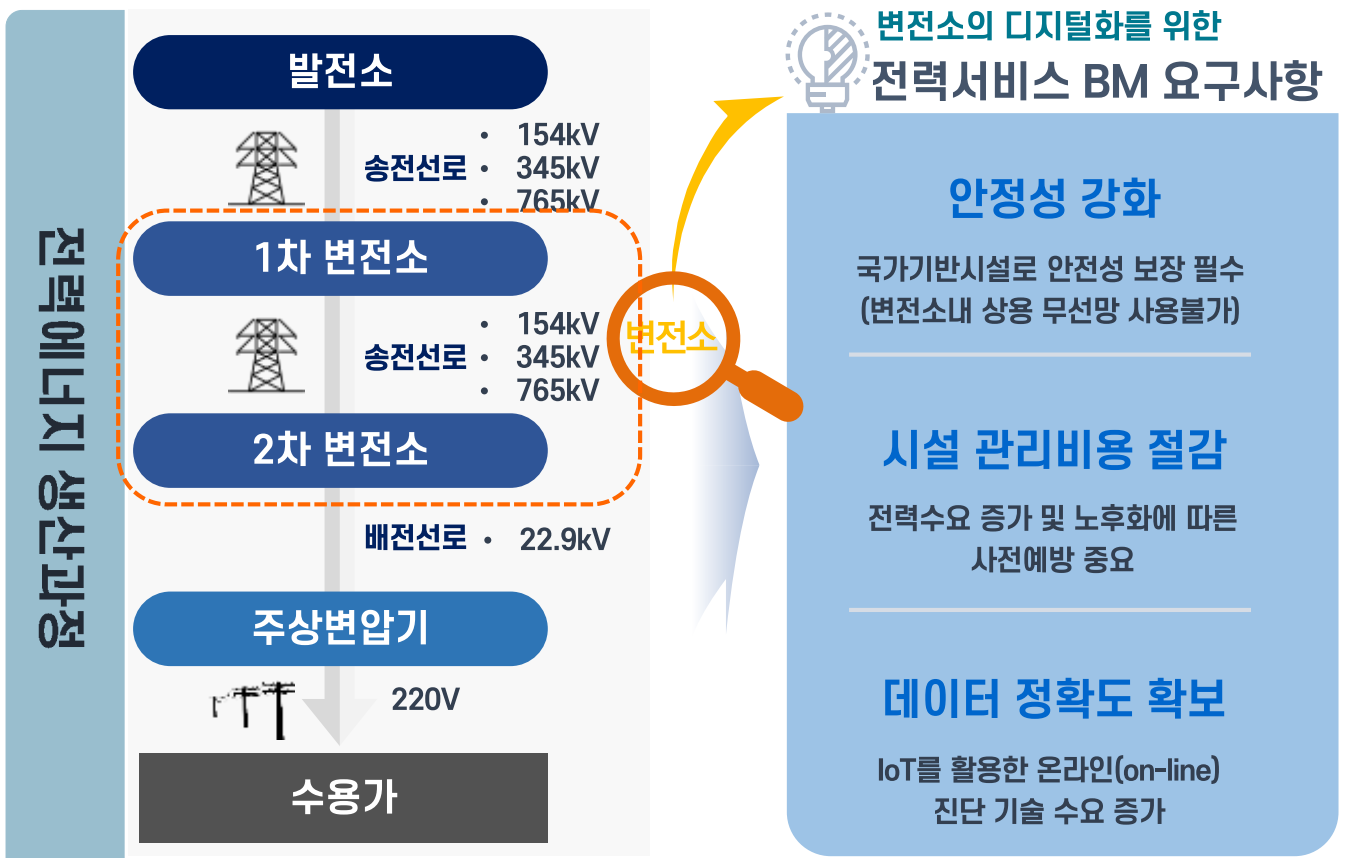 전력에너지 생산과정
발전소
송전선로
• 154kV
• 345kV
• 765kV
1차 변전소
송전선로
• 154kV
• 345kV
• 765kV
2차 변전소
배전선로 • 22.9kV
주상변압기
220V
수용가
변전소
변전소의 디지털화를 위한
전력서비스 BM 요구사항
안정성 강화
국가기반시설로 안전성 보장 필수
(변전소내 상용 무선망 사용불가)
시설 관리비용 절감
전력수요 증가 및 노후화에 따른
사전예방 중요
데이터 정확도 확보
IoT를 활용한 온라인(on-line)
진단 기술 수요 증가